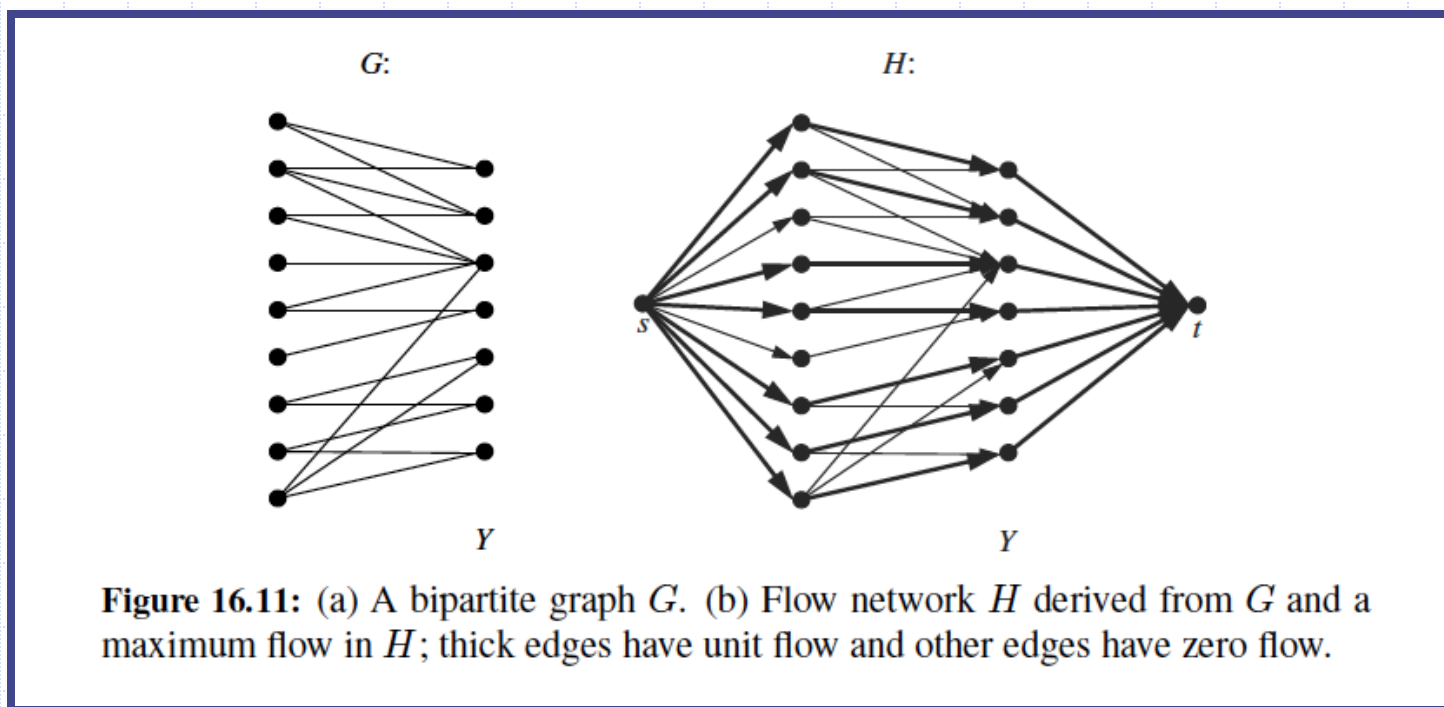 G:
H:
s
t
Y
Y
Figure 16.11: (a) A bipartite graph G. (b) Flow network H derived from G and a
maximum flow in H; thick edges have unit flow and other edges have zero flow.